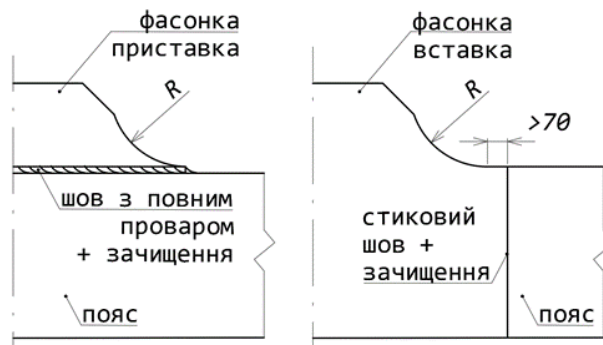 фасонка
приставка
R
шов з повним
проваром
+ зачищення
пояс
фасонка
вставка
R
>70
стиковий
шов +
зачищення
пояс